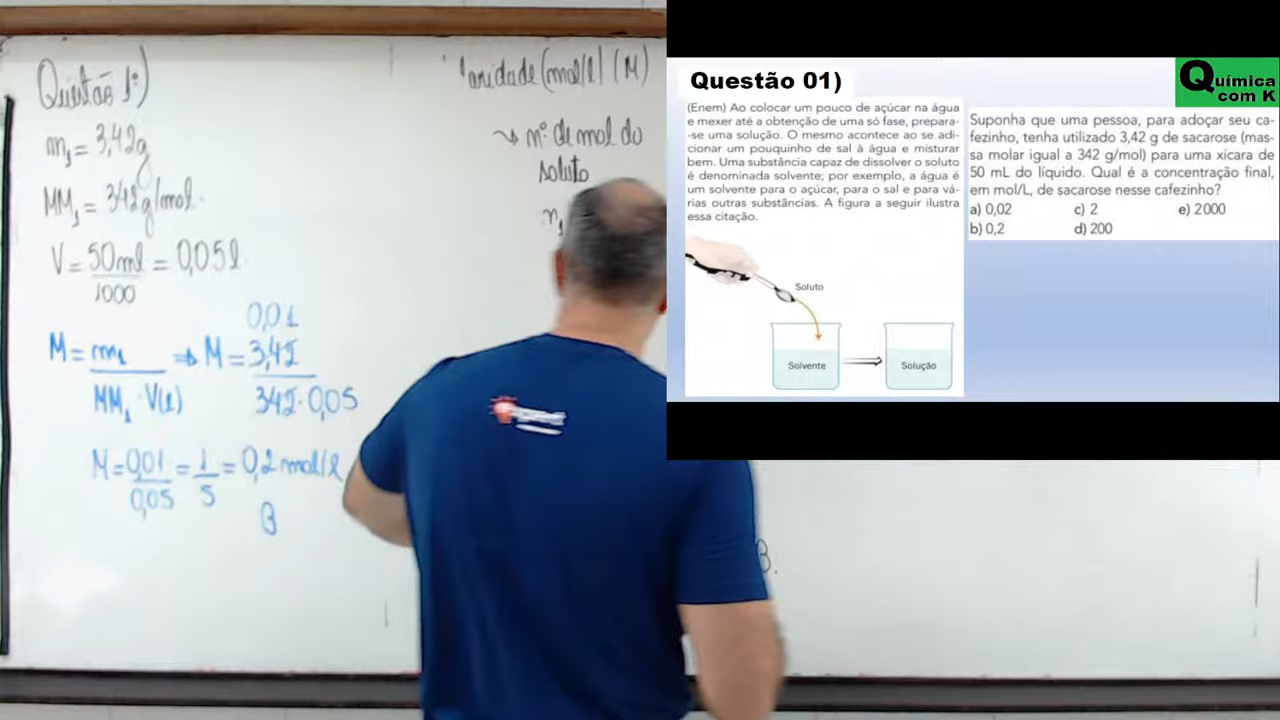 Questão 1º)
m₁ = 3,42g
MM₁ = 342g/mol.
V = 50ml = 0,05l
1000
0,01
M = m₁ ⇒ M = 3,42
MM₁ · V(l) 342 · 0,05
M = 0,01 = 1 = 0,2 mol/l
0,05 5
B
(mol/l) (M)
→ nº de mol do
soluto
n₁
B.
Questão 01)
Química
com K
(Enem) Ao colocar um pouco de açúcar na água
e mexer até a obtenção de uma só fase, prepara-
-se uma solução. O mesmo acontece ao se adi-
cionar um pouquinho de sal à água e misturar
bem. Uma substância capaz de dissolver o soluto
é denominada solvente; por exemplo, a água é
um solvente para o açúcar, para o sal e para vá-
rias outras substâncias. A figura a seguir ilustra
essa citação.
Soluto
Solvente
Solução
Suponha que uma pessoa, para adoçar seu ca-
fezinho, tenha utilizado 3,42 g de sacarose (mas-
sa molar igual a 342 g/mol) para uma xícara de
50 mL do líquido. Qual é a concentração final,
em mol/L, de sacarose nesse cafezinho?
a) 0,02 c) 2 e) 2000
b) 0,2 d) 200